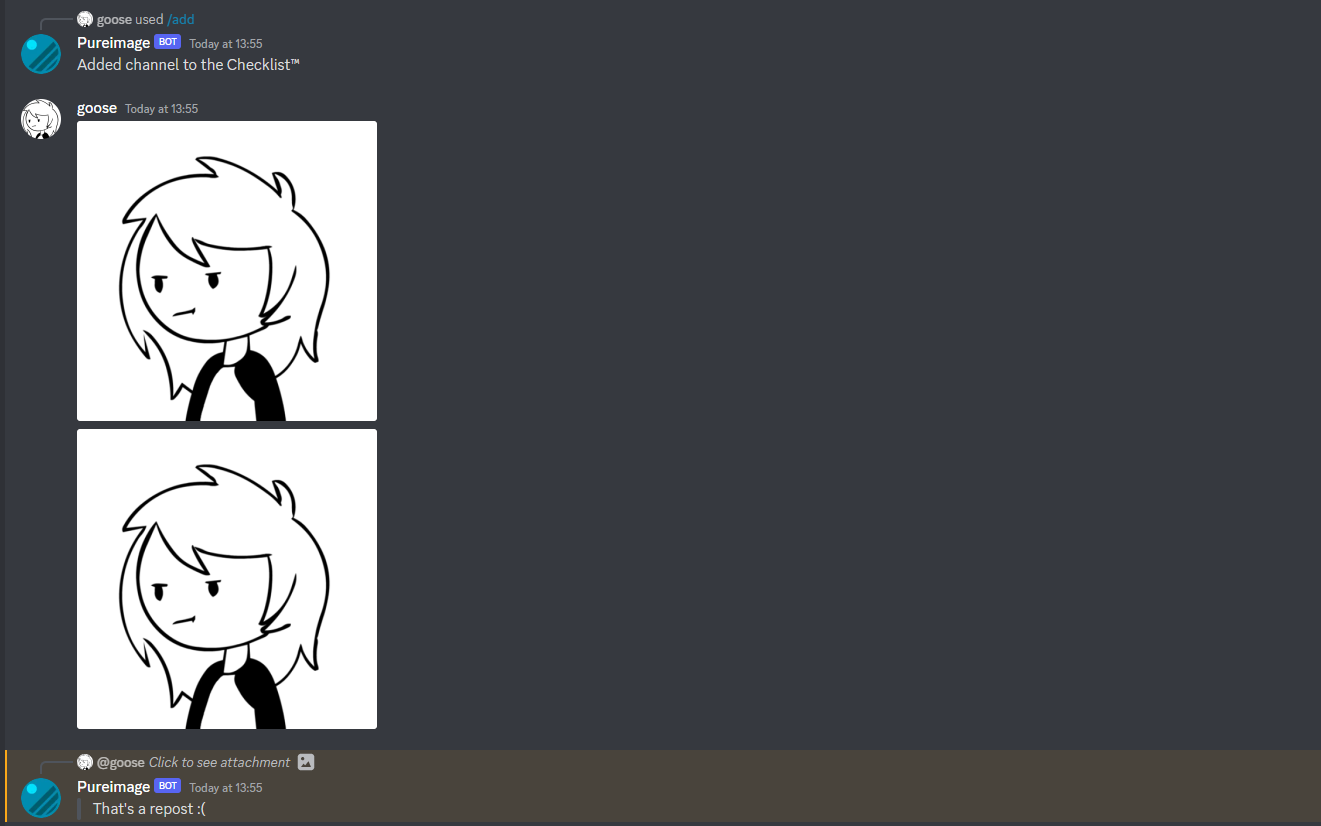 goose used /add
Pureimage BOT Today at 13:55
Added channel to the Checklist™
goose Today at 13:55
@goose Click to see attachment
Pureimage BOT Today at 13:55
That's a repost :(